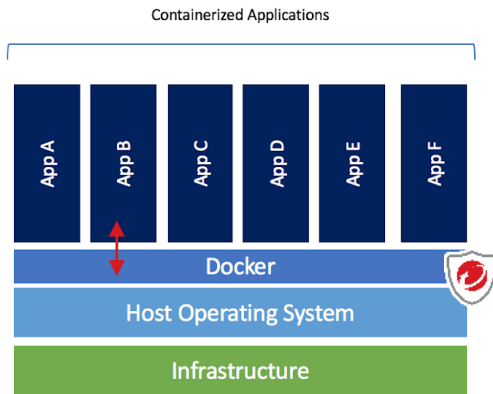 Containerized Applications
App A
App B
App C
App D
App E
App F
Docker
Host Operating System
Infrastructure